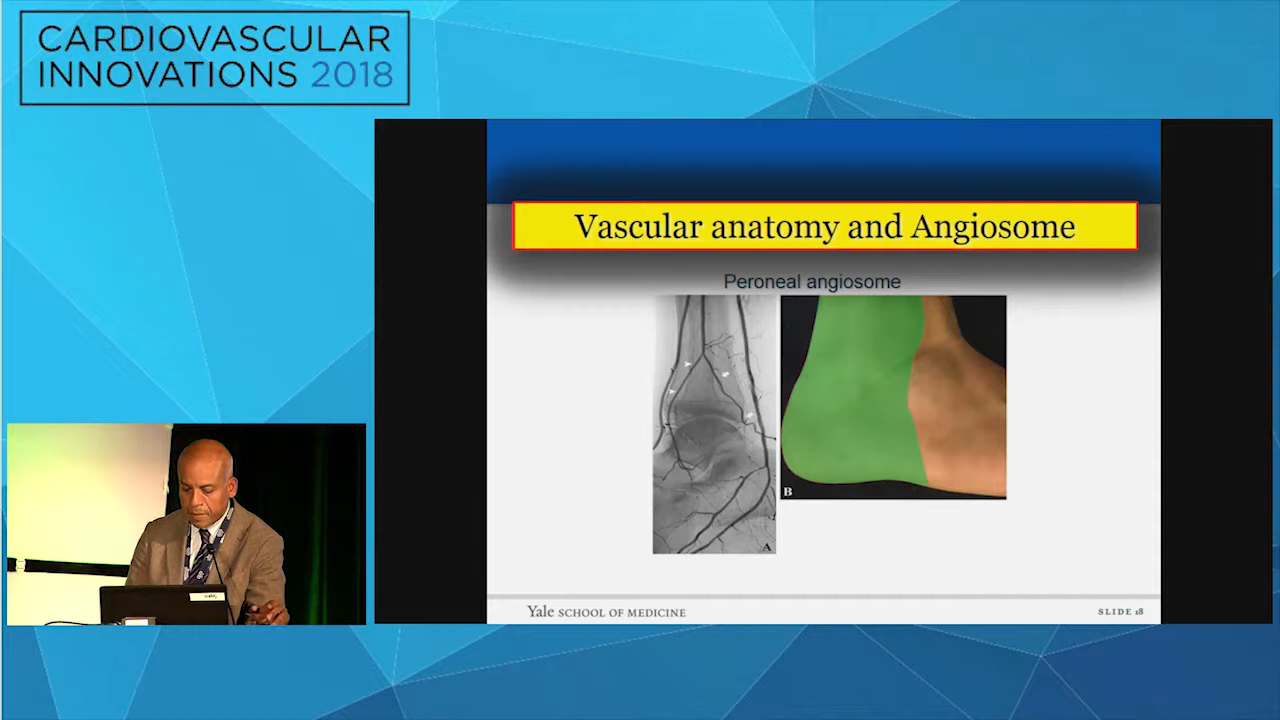 CARDIOVASCULAR
INNOVATIONS 2018
Vascular anatomy and Angiosome
Peroneal angiosome
A
B
Yale SCHOOL OF MEDICINE
SLIDE 18